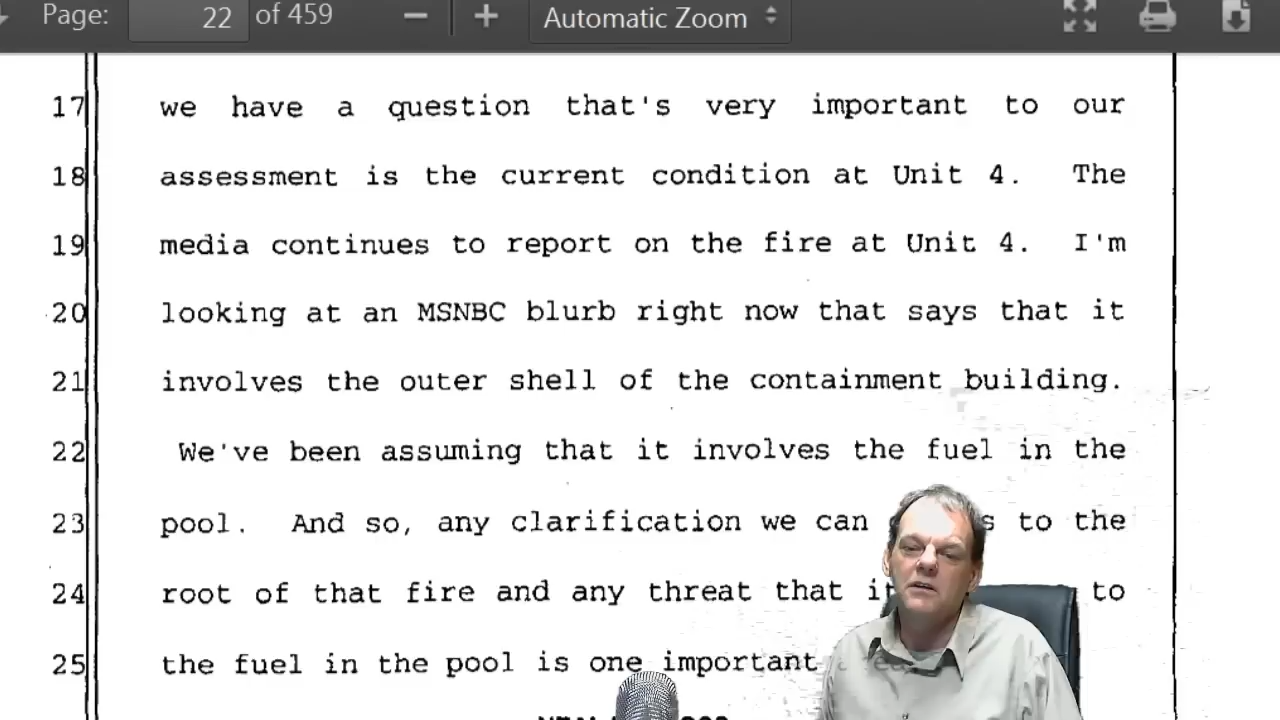 Page: 22 of 459 Automatic Zoom
17 we have a question that's very important to our
18 assessment is the current condition at Unit 4. The
19 media continues to report on the fire at Unit 4. I'm
20 looking at an MSNBC blurb right now that says that it
21 involves the outer shell of the containment building.
22 We've been assuming that it involves the fuel in the
23 pool. And so, any clarification we can to the
24 root of that fire and any threat that to
25 the fuel in the pool is one important